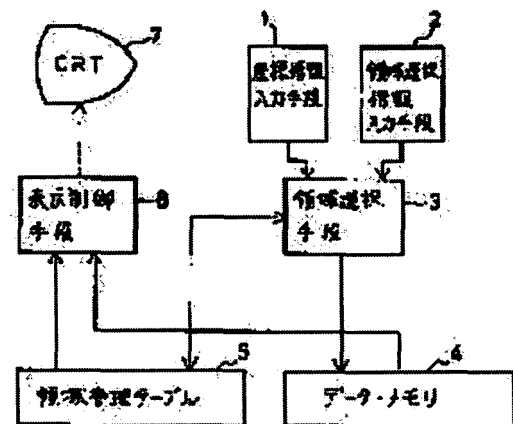 7
CRT
1
座標情報
入力手段
2
領域選択
情報
入力手段
表示制御
手段
6
領域選択
手段
3
5
領域管理テーブル
4
データ・メモリ